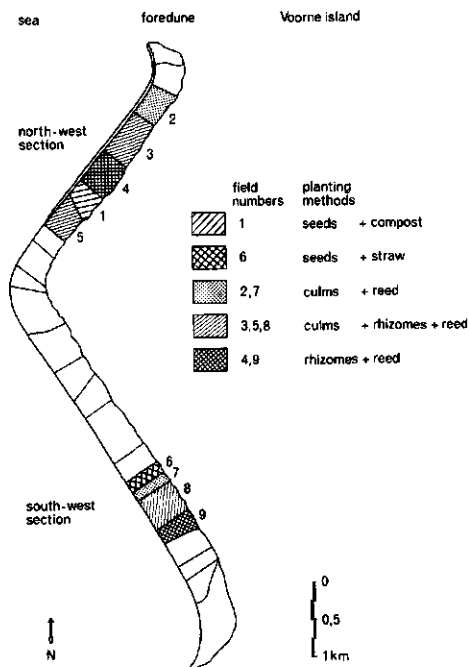 sea foredune Voorne island
north-west
section
2
3
4
1
5
field planting
numbers methods
1 seeds + compost
6 seeds + straw
2,7 culms + reed
3,5,8 culms + rhizomes + reed
4,9 rhizomes + reed
6
7
8
9
south-west
section
0
0,5
1km
N